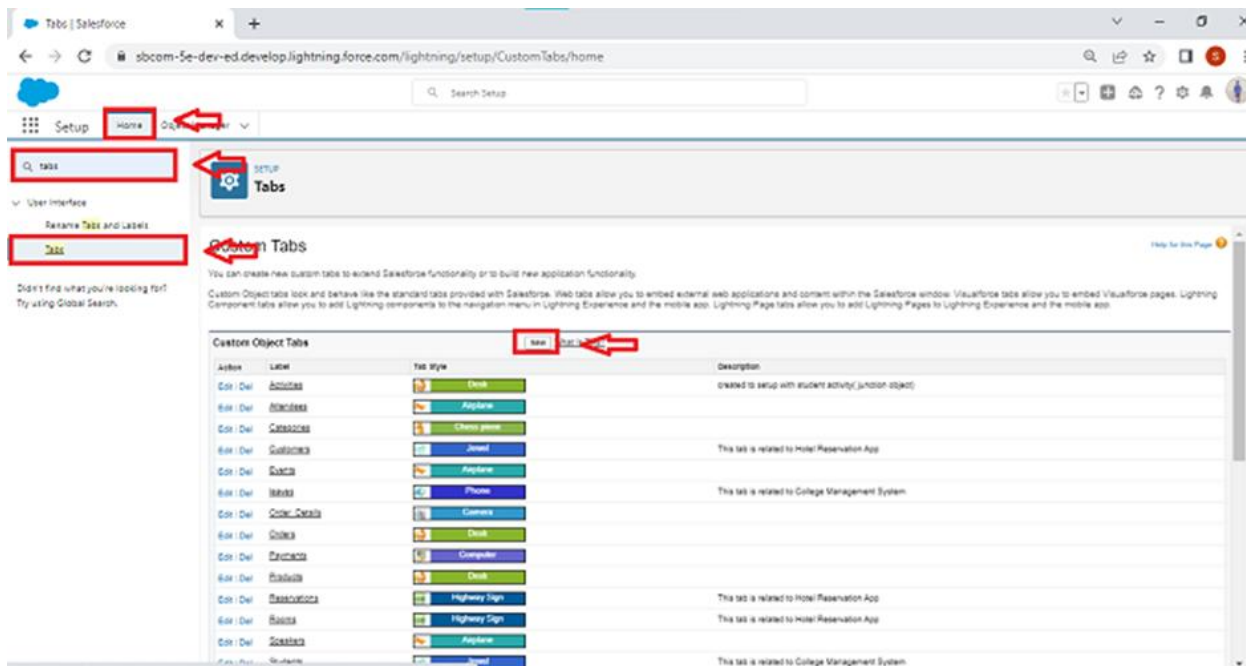 Tabs | Salesforce
sbcom-5e-dev-ed.develop.lightning.force.com/lightning/setup/CustomTabs/home
S
Search Setup
Setup Home Object Manager
tabs
User Interface
Rename Tabs and Labels
Tabs
Didn't find what you're looking for?
Try using Global Search.
SETUP
Tabs
Custom Tabs
Help for this Page
You can create new custom tabs to extend Salesforce functionality or to build new application functionality.
Custom Object tabs look and behave like the standard tabs provided with Salesforce. Web tabs allow you to embed external web applications and content within the Salesforce window. Visualforce tabs allow you to embed Visualforce pages. Lightning
Component tabs allow you to add Lightning components to the navigation menu in Lightning Experience and the mobile app. Lightning Page tabs allow you to add Lightning Pages to Lightning Experience and the mobile app.
Custom Object Tabs New What Is
Action Label Tab Style Description
Edit | Del Activities Desk created to setup with student activity( junction object)
Edit | Del Attendees Airplane
Edit | Del Categories Chess piece
Edit | Del Customers Jewel This tab is related to Hotel Reservation App
Edit | Del Events Airplane
Edit | Del Phone This tab is related to College Management System
Edit | Del Order_Details Camera
Edit | Del Orders Desk
Edit | Del Payments Computer
Edit | Del Products Desk
Edit | Del Reservations Highway Sign This tab is related to Hotel Reservation App
Edit | Del Rooms Highway Sign This tab is related to Hotel Reservation App
Edit | Del Speakers Airplane
Edit | Del Students Jewel This tab is related to College Management System